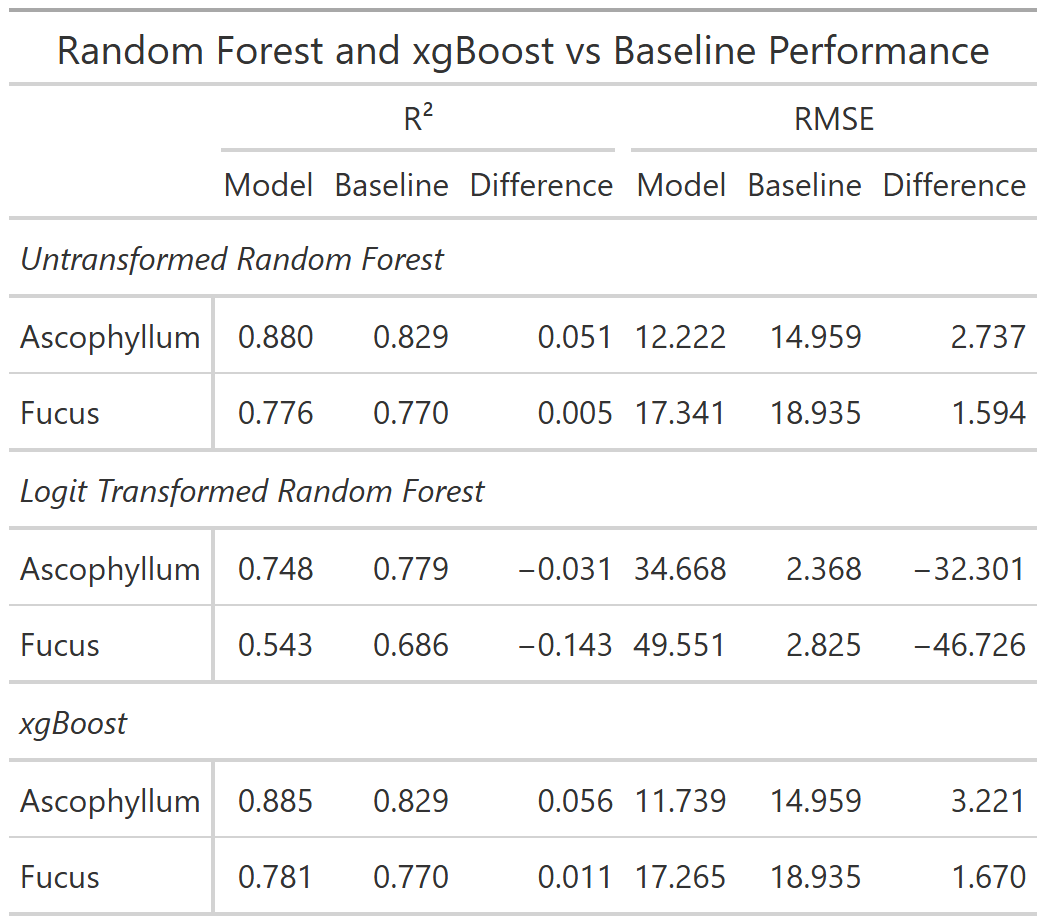 Random Forest and xgBoost vs Baseline Performance
R² RMSE
Model Baseline Difference Model Baseline Difference
Untransformed Random Forest
Ascophyllum 0.880 0.829 0.051 12.222 14.959 2.737
Fucus 0.776 0.770 0.005 17.341 18.935 1.594
Logit Transformed Random Forest
Ascophyllum 0.748 0.779 −0.031 34.668 2.368 −32.301
Fucus 0.543 0.686 −0.143 49.551 2.825 −46.726
xgBoost
Ascophyllum 0.885 0.829 0.056 11.739 14.959 3.221
Fucus 0.781 0.770 0.011 17.265 18.935 1.670